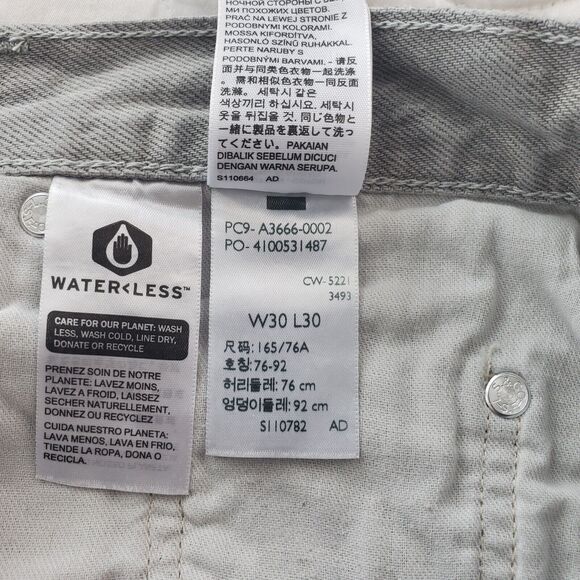 НОЧНОЙ СТОРОНЫ С
МИ ПОХОЖИХ ЦВЕТОВ.
PRAĆ NA LEWEJ STRONIE Z
PODOBNYMI KOLORAMI.
MOSSA KIFORDÍTVA,
HASONLÓ SZÍNŰ RUHÁKKAL.
PERTE NARUBY S
PODOBNÝMI BARVAMI. - 请反
面并与同类色衣物一起洗涤
。需和相似色衣物一同反面
洗滌。세탁시 같은
색상끼리 하십시요. 세탁시
옷을 뒤집을 것. 同じ色物と
一緒に製品を裏返して洗っ
てください。PAKAIAN
DIBALIK SEBELUM DICUCI
DENGAN WARNA SERUPA.
S110664 AD
WATER<LESS™
CARE FOR OUR PLANET: WASH
LESS, WASH COLD, LINE DRY,
DONATE OR RECYCLE
PRENEZ SOIN DE NOTRE
PLANETE: LAVEZ MOINS,
LAVEZ A FROID, LAISSEZ
SECHER NATURELLEMENT,
DONNEZ OU RECYCLEZ
CUIDA NUESTRO PLANETA:
LAVA MENOS, LAVA EN FRIO,
TIENDE LA ROPA, DONA O
RECICLA.
PC9- A3666-0002
PO- 4100531487
CW-5221
3493
W30 L30
尺码:165/76A
호칭:76-92
허리둘레: 76 cm
엉덩이둘레: 92 cm
S110782 AD